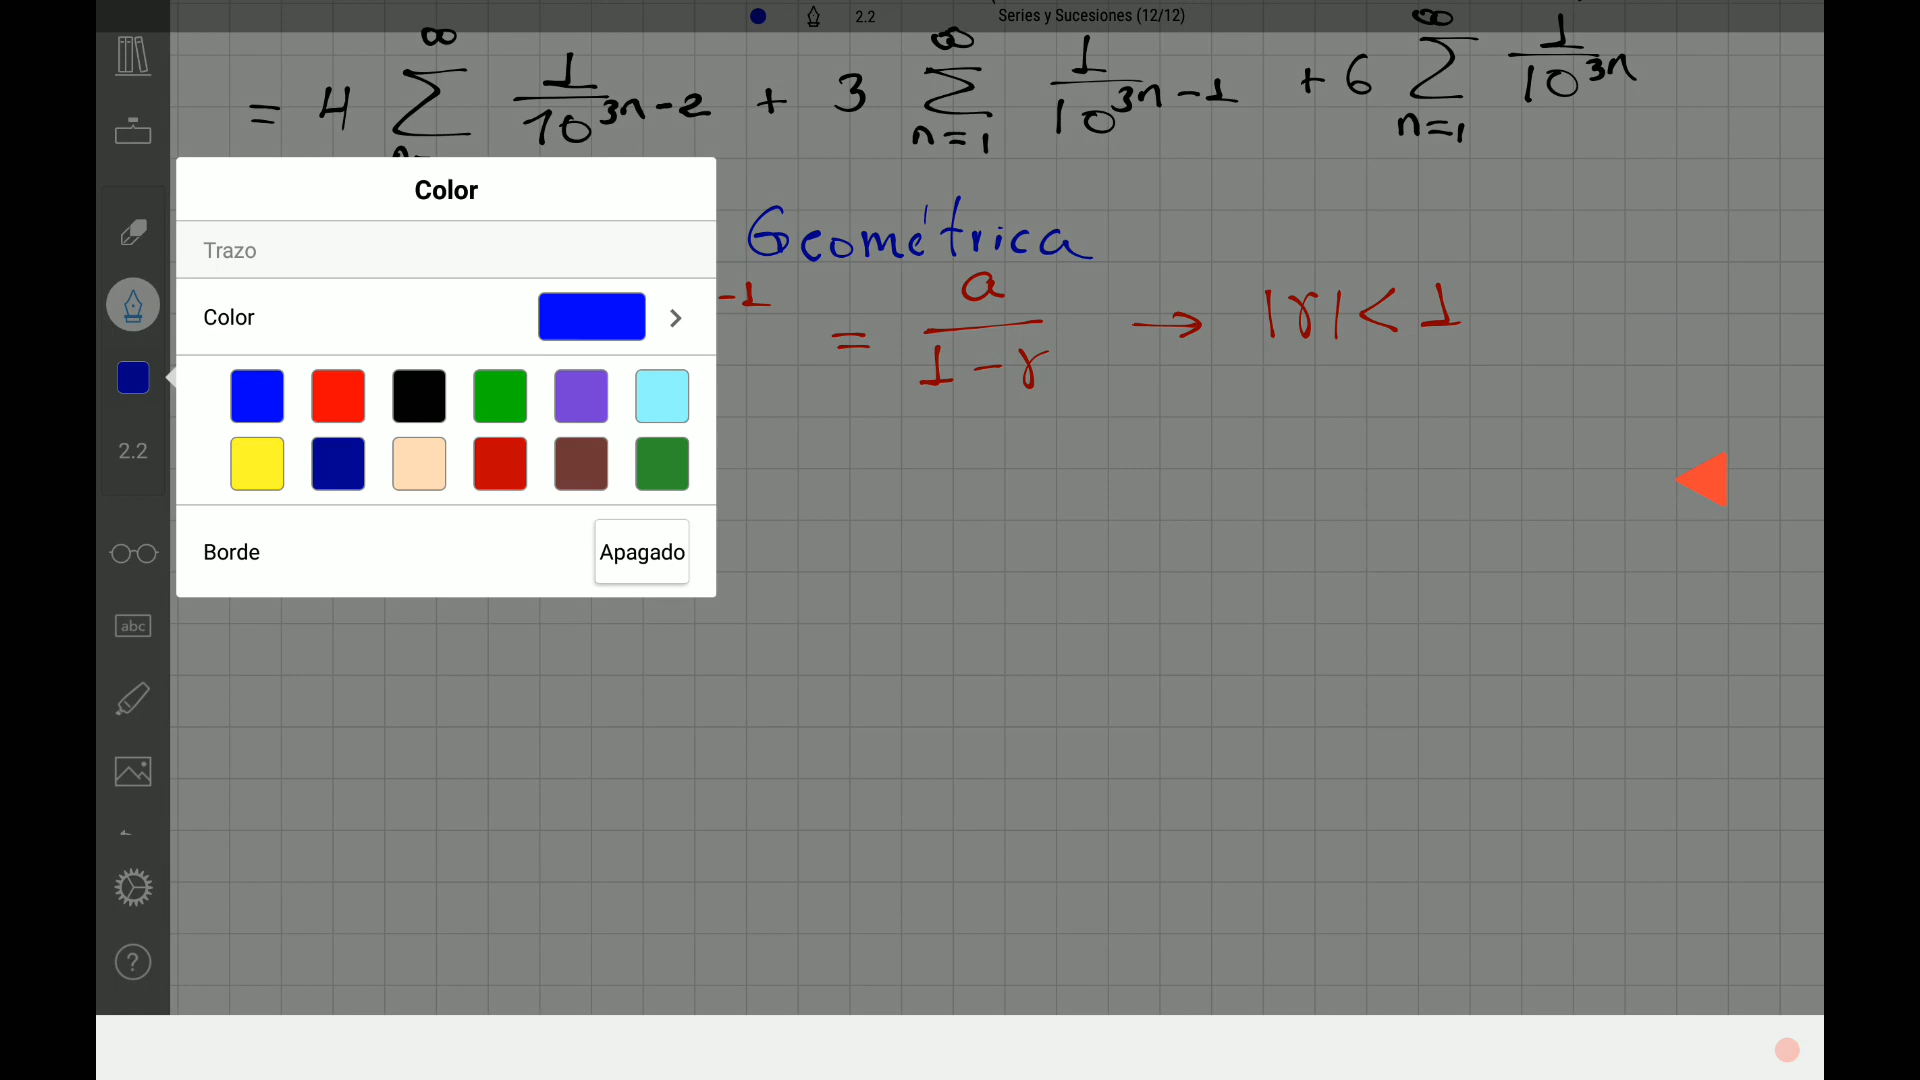 2.2 Series y Sucesiones (12/12)
∞ ∞ ∞
= 4 ∑ 1/10^(3n-2) + 3 ∑ 1/10^(3n-1) + 6 ∑ 1/10^(3n)
n=1 n=1
Color
Geométrica
Trazo
-1 = a/(1-r) → |r| < 1
Color
2.2
Borde Apagado
abc
?